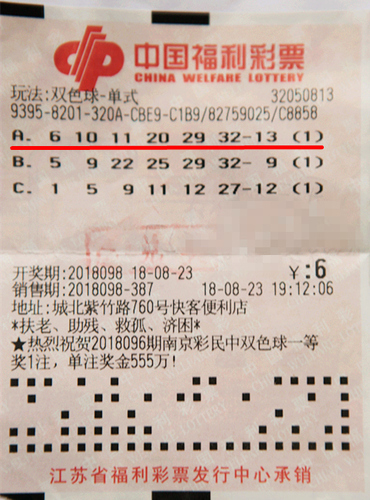 中国福利彩票
CHINA WELFARE LOTTERY
玩法:双色球-单式 32050813
9395-8201-320A-CBE9-C1B9/82759025/C8858
A. 6 10 11 20 29 32-13 (1)
B. 5 9 22 25 29 32- 9 (1)
C. 1 5 9 11 12 27-12 (1)
开奖期:2018098 18-08-23 ¥:6
销售期:2018098-387 18-08-23 19:12:06
地址:城北紫竹路760号快客便利店
*扶老、助残、救孤、济困*
★热烈祝贺2018096期南京彩民中双色球一等
奖1注,单注奖金555万!
江苏省福利彩票发行中心承销